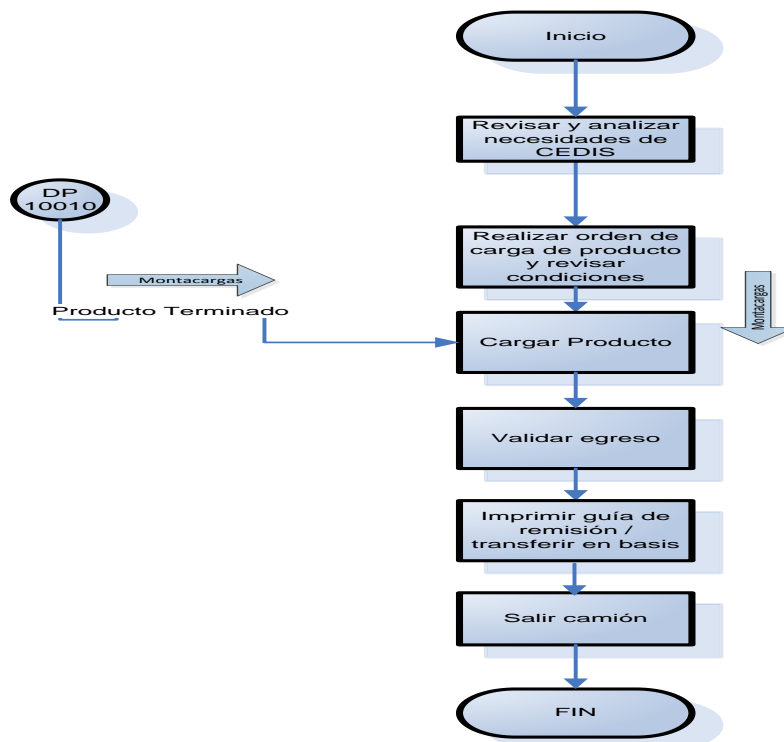 Inicio
Revisar y analizar
necesidades de
CEDIS
DP
10010
Realizar orden de
carga de producto
y revisar
condiciones
Montacargas
Montacargas
Producto Terminado
Cargar Producto
Validar egreso
Imprimir guía de
remisión /
transferir en basis
Salir camión
FIN